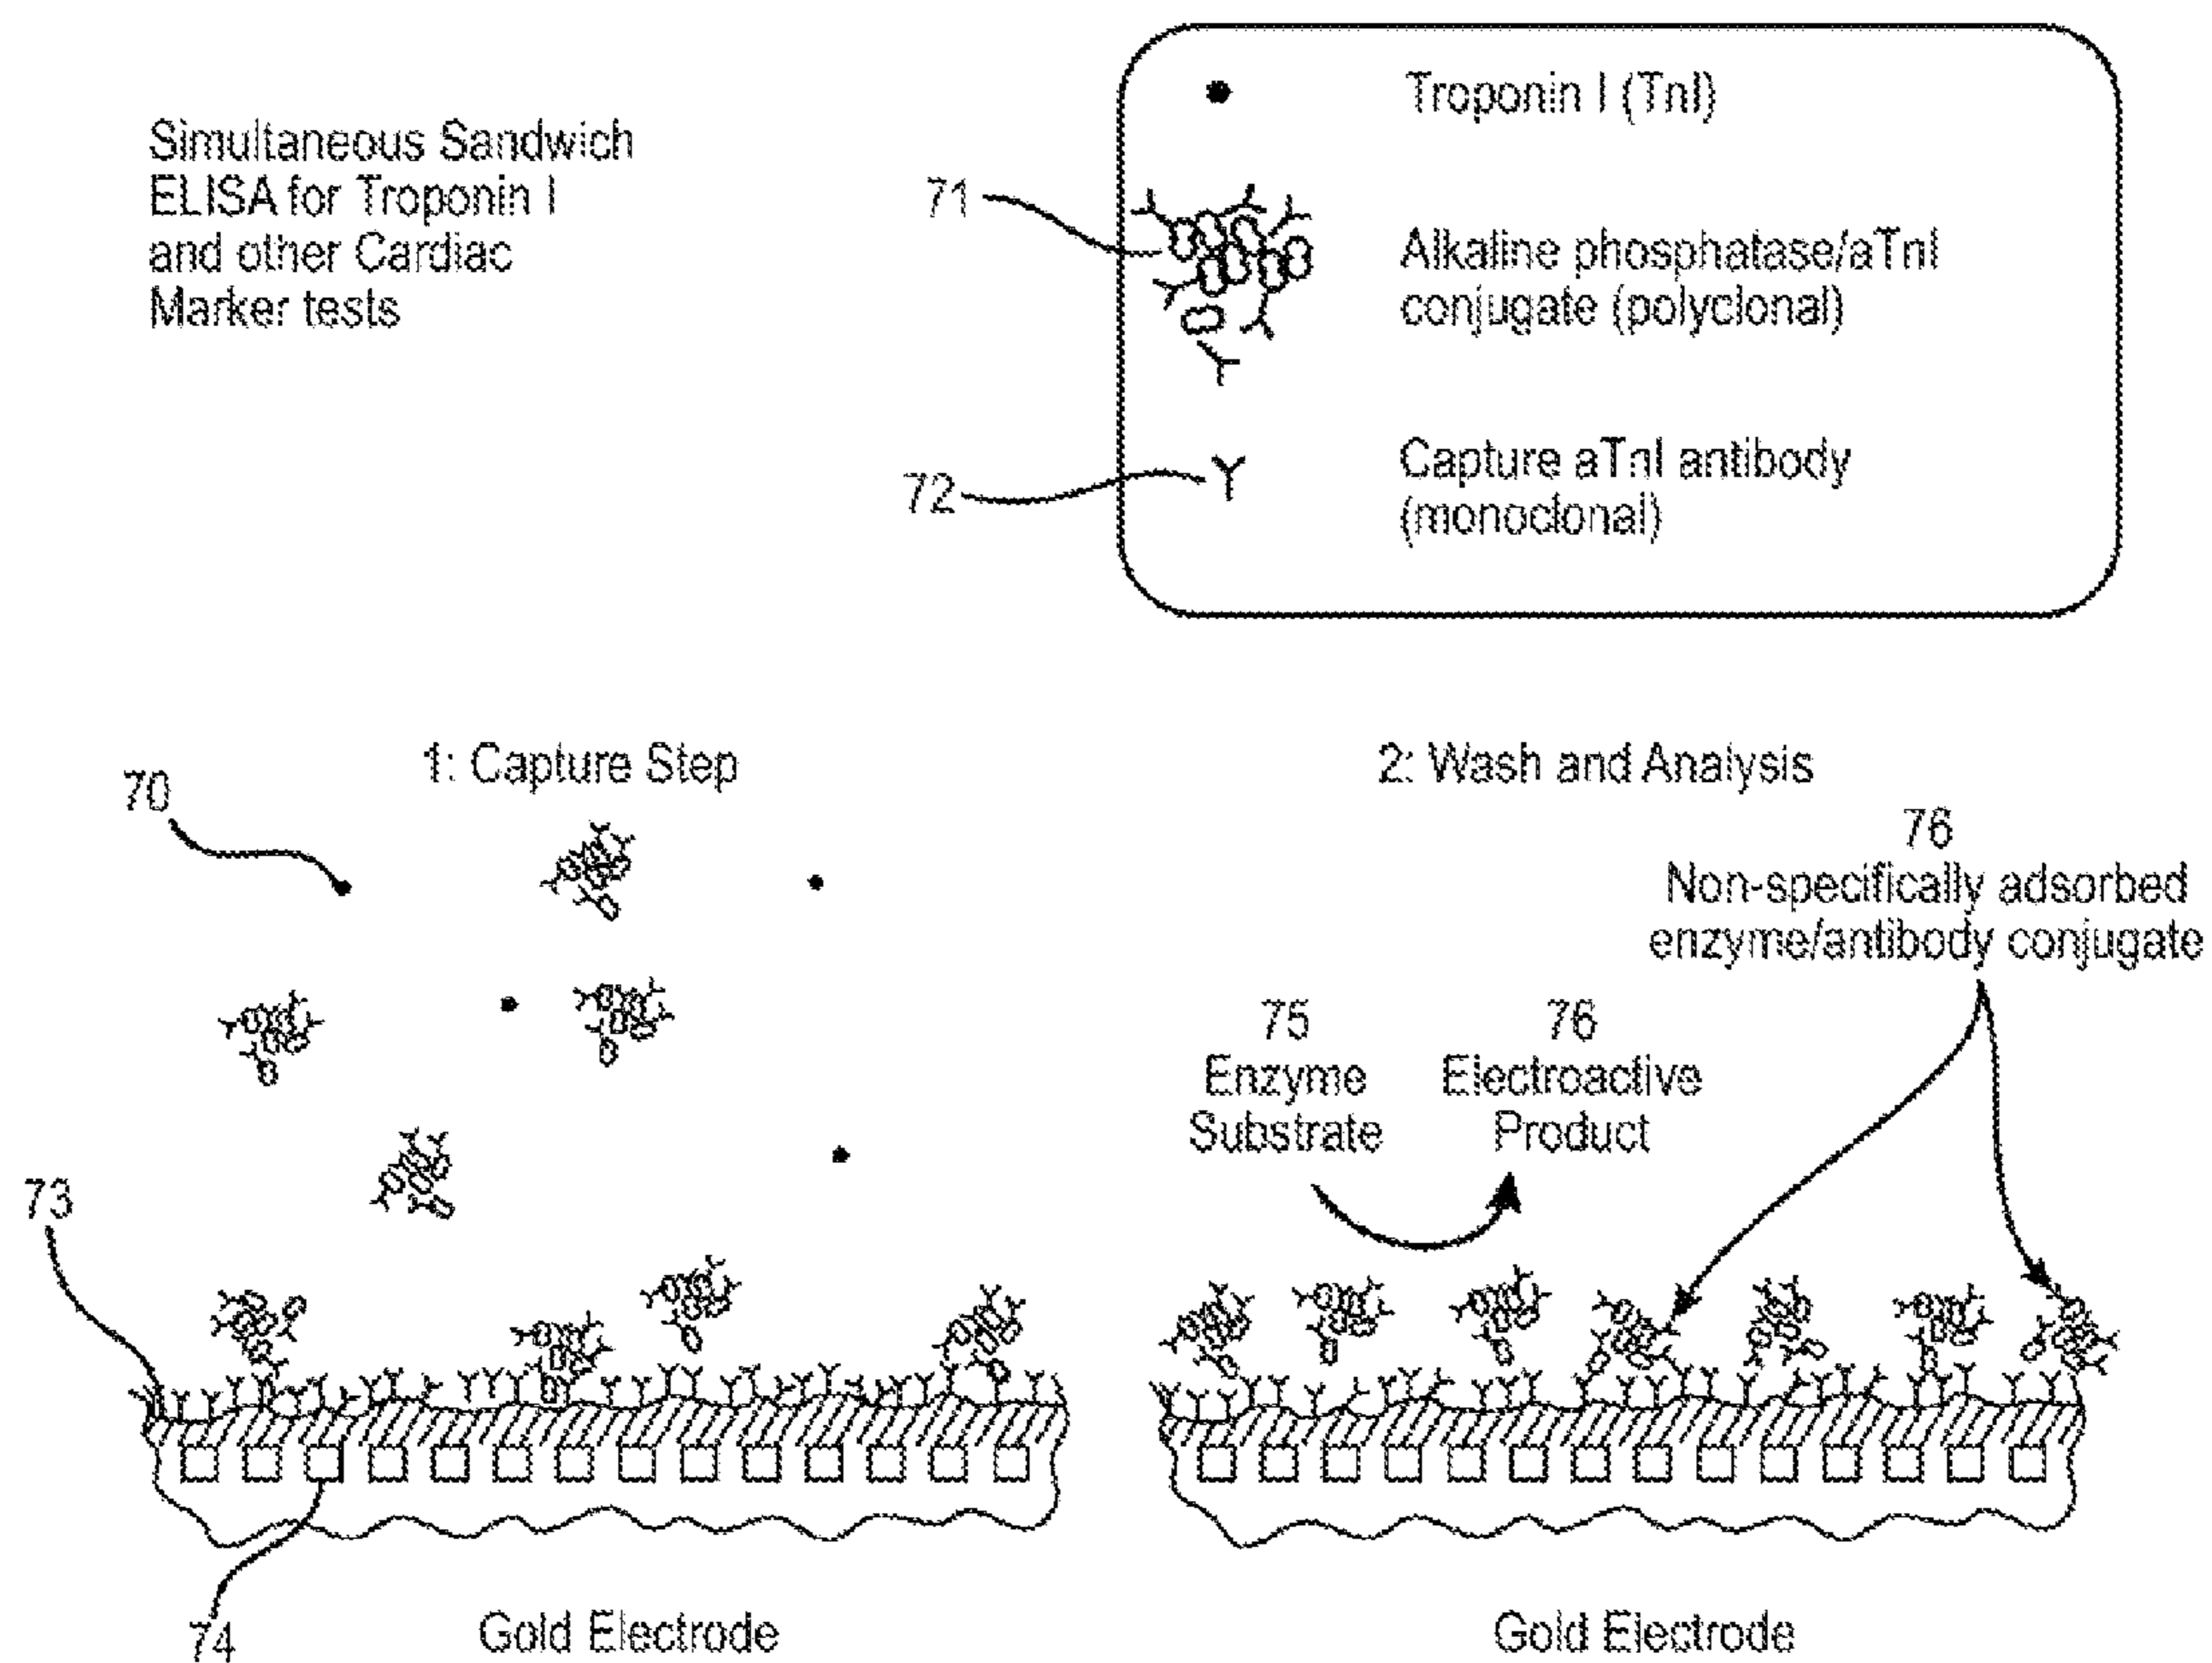 Simultaneous Sandwich
ELISA for Troponin I
and other Cardiac
Marker tests
Troponin I (TnI)
71
Alkaline phosphatase/aTnI
conjugate (polyclonal)
72
Capture aTnI antibody
(monoclonal)
1: Capture Step
70
73
74
Gold Electrode
2: Wash and Analysis
76
Non-specifically adsorbed
enzyme/antibody conjugate
75
Enzyme
Substrate
76
Electroactive
Product
Gold Electrode